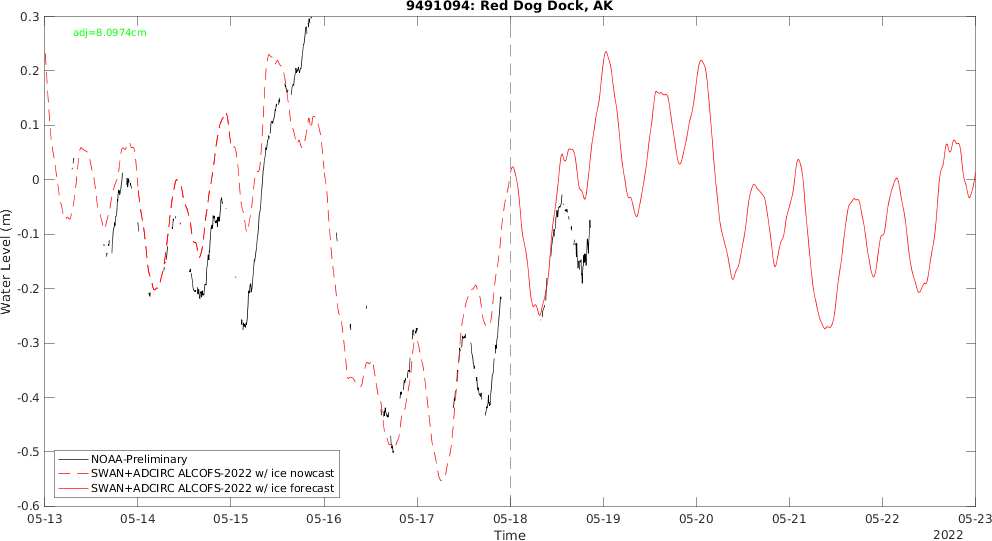 9491094: Red Dog Dock, AK
adj=8.0974cm
0.3
0.2
0.1
0
-0.1
-0.2
-0.3
-0.4
-0.5
-0.6
Water Level (m)
NOAA-Preliminary
SWAN+ADCIRC ALCOFS-2022 w/ ice nowcast
SWAN+ADCIRC ALCOFS-2022 w/ ice forecast
05-13 05-14 05-15 05-16 05-17 05-18 05-19 05-20 05-21 05-22 05-23
Time
2022